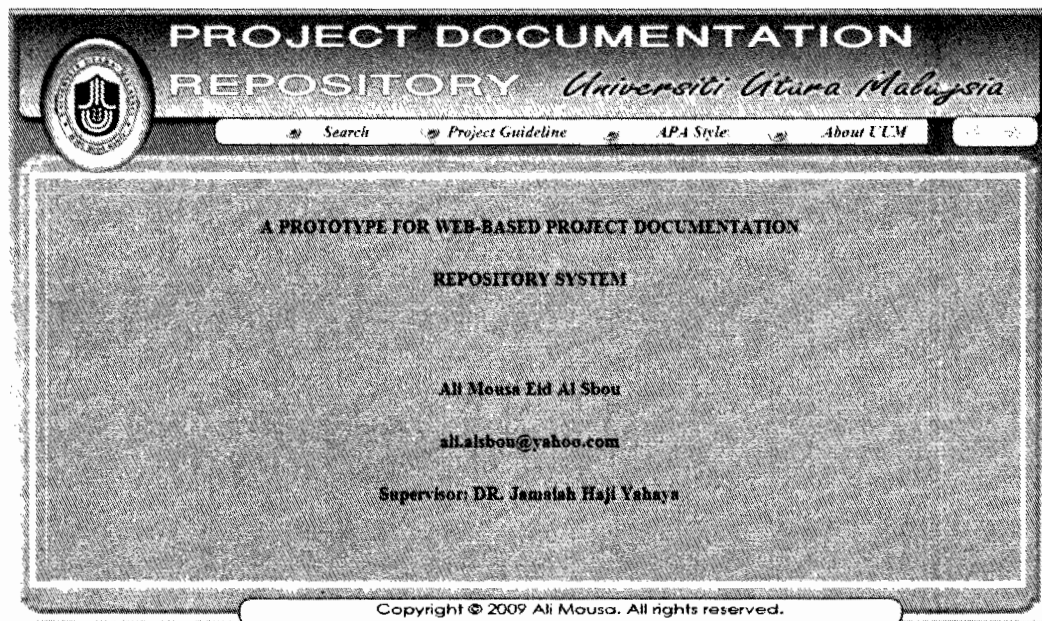 PROJECT DOCUMENTATION
REPOSITORY Universiti Utara Malaysia
Search Project Guideline APA Style About UUM
A PROTOTYPE FOR WEB-BASED PROJECT DOCUMENTATION
REPOSITORY SYSTEM
Ali Mousa Eid Al Sbou
ali.alsbou@yahoo.com
Supervisor: DR. Jamaiah Haji Yahaya
Copyright © 2009 Ali Mousa. All rights reserved.